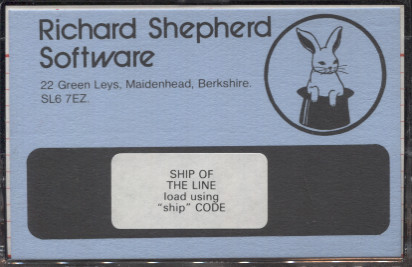 Richard Shepherd
Software
22 Green Leys, Maidenhead, Berkshire.
SL6 7EZ.
SHIP OF
THE LINE
load using
"ship" CODE